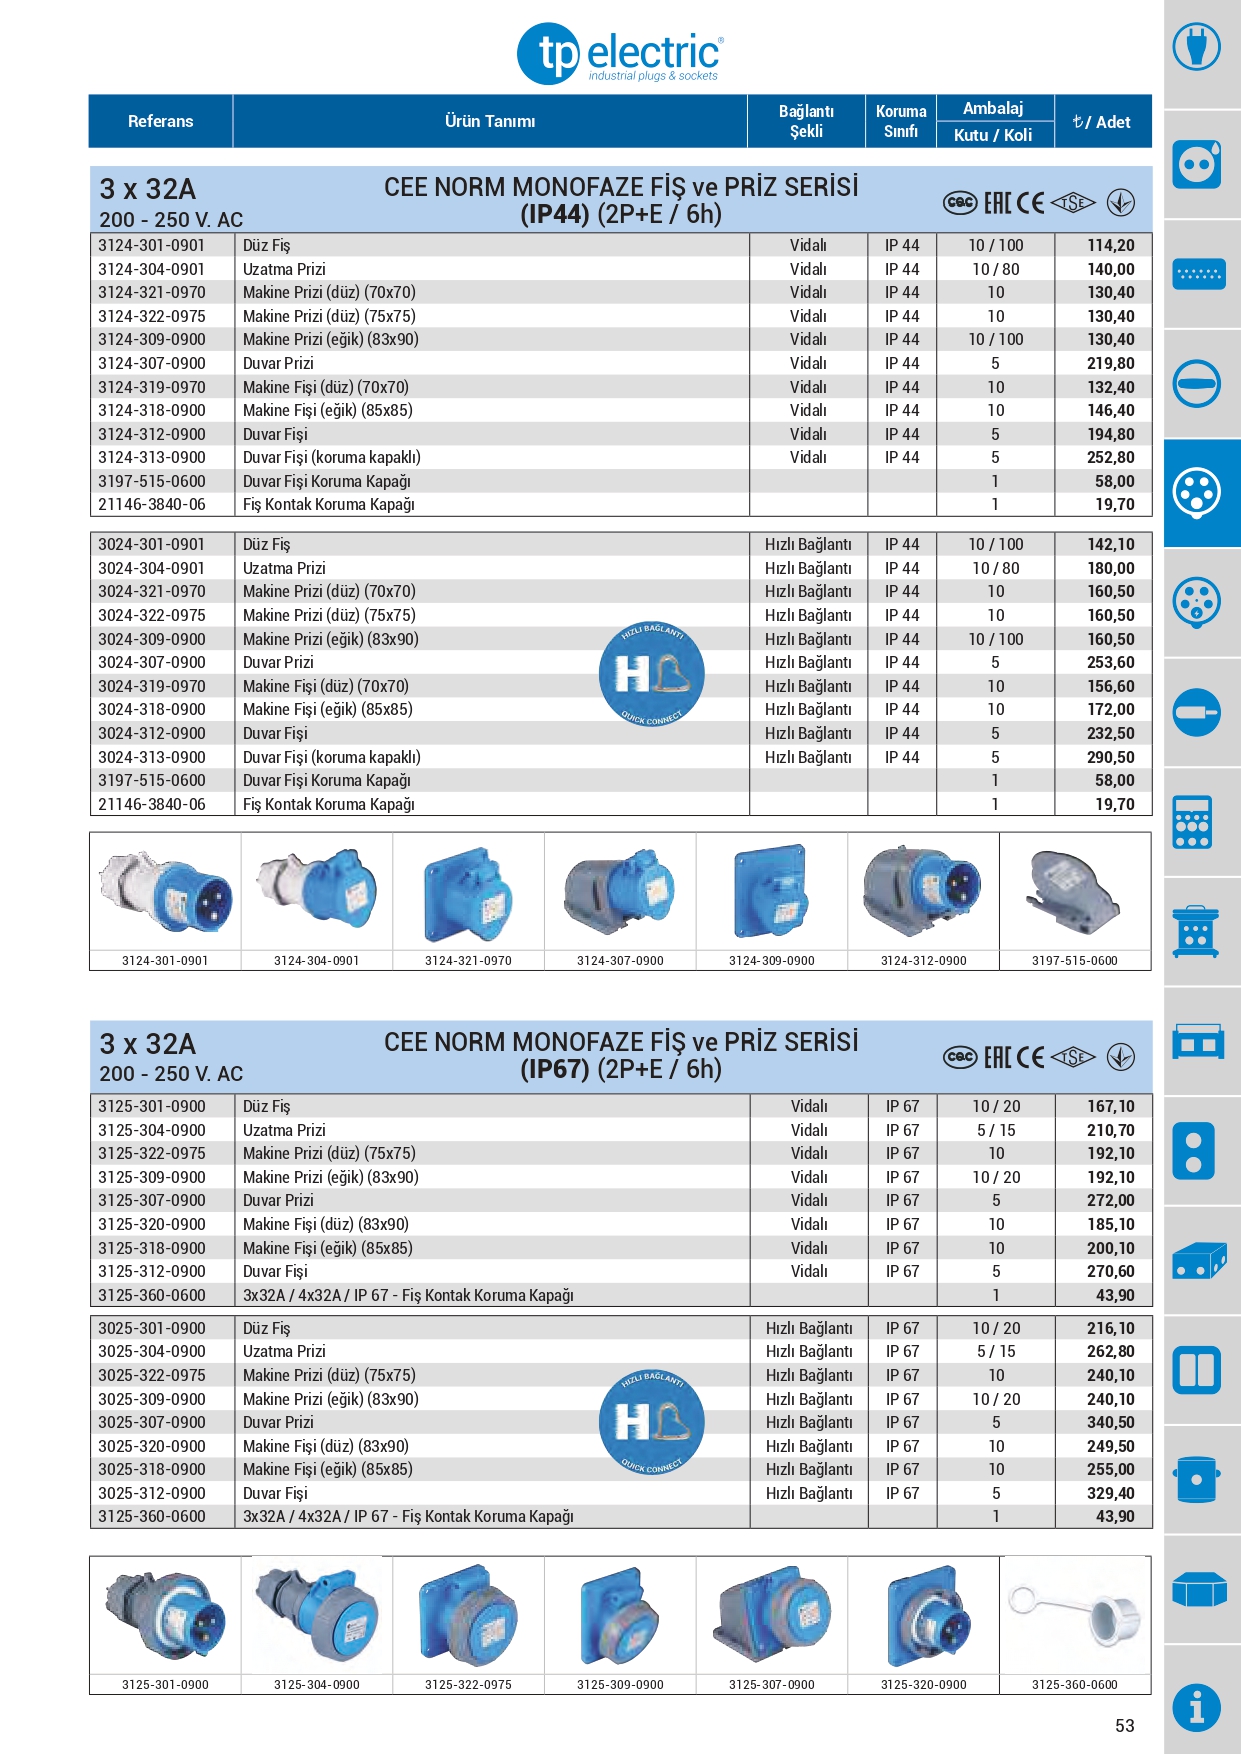 tp electric®
industrial plugs & sockets
Referans Ürün Tanımı Bağlantı Şekli Koruma Sınıfı Ambalaj Kutu / Koli ₺/ Adet
3 x 32A CEE NORM MONOFAZE FİŞ ve PRİZ SERİSİ
200 - 250 V. AC (IP44) (2P+E / 6h) CQC EAC CE TSE
3124-301-0901 Düz Fiş Vidalı IP 44 10 / 100 114,20
3124-304-0901 Uzatma Prizi Vidalı IP 44 10 / 80 140,00
3124-321-0970 Makine Prizi (düz) (70x70) Vidalı IP 44 10 130,40
3124-322-0975 Makine Prizi (düz) (75x75) Vidalı IP 44 10 130,40
3124-309-0900 Makine Prizi (eğik) (83x90) Vidalı IP 44 10 / 100 130,40
3124-307-0900 Duvar Prizi Vidalı IP 44 5 219,80
3124-319-0970 Makine Fişi (düz) (70x70) Vidalı IP 44 10 132,40
3124-318-0900 Makine Fişi (eğik) (85x85) Vidalı IP 44 10 146,40
3124-312-0900 Duvar Fişi Vidalı IP 44 5 194,80
3124-313-0900 Duvar Fişi (koruma kapaklı) Vidalı IP 44 5 252,80
3197-515-0600 Duvar Fişi Koruma Kapağı 1 58,00
21146-3840-06 Fiş Kontak Koruma Kapağı 1 19,70
3024-301-0901 Düz Fiş Hızlı Bağlantı IP 44 10 / 100 142,10
3024-304-0901 Uzatma Prizi Hızlı Bağlantı IP 44 10 / 80 180,00
3024-321-0970 Makine Prizi (düz) (70x70) Hızlı Bağlantı IP 44 10 160,50
3024-322-0975 Makine Prizi (düz) (75x75) Hızlı Bağlantı IP 44 10 160,50
3024-309-0900 Makine Prizi (eğik) (83x90) Hızlı Bağlantı IP 44 10 / 100 160,50
3024-307-0900 Duvar Prizi Hızlı Bağlantı IP 44 5 253,60
3024-319-0970 Makine Fişi (düz) (70x70) Hızlı Bağlantı IP 44 10 156,60
3024-318-0900 Makine Fişi (eğik) (85x85) Hızlı Bağlantı IP 44 10 172,00
3024-312-0900 Duvar Fişi Hızlı Bağlantı IP 44 5 232,50
3024-313-0900 Duvar Fişi (koruma kapaklı) Hızlı Bağlantı IP 44 5 290,50
3197-515-0600 Duvar Fişi Koruma Kapağı 1 58,00
21146-3840-06 Fiş Kontak Koruma Kapağı 1 19,70
HIZLI BAĞLANTI
HB
QUICK CONNECT
3124-301-0901 3124-304-0901 3124-321-0970 3124-307-0900 3124-309-0900 3124-312-0900 3197-515-0600
3 x 32A CEE NORM MONOFAZE FİŞ ve PRİZ SERİSİ
200 - 250 V. AC (IP67) (2P+E / 6h) CQC EAC CE TSE
3125-301-0900 Düz Fiş Vidalı IP 67 10 / 20 167,10
3125-304-0900 Uzatma Prizi Vidalı IP 67 5 / 15 210,70
3125-322-0975 Makine Prizi (düz) (75x75) Vidalı IP 67 10 192,10
3125-309-0900 Makine Prizi (eğik) (83x90) Vidalı IP 67 10 / 20 192,10
3125-307-0900 Duvar Prizi Vidalı IP 67 5 272,00
3125-320-0900 Makine Fişi (düz) (83x90) Vidalı IP 67 10 185,10
3125-318-0900 Makine Fişi (eğik) (85x85) Vidalı IP 67 10 200,10
3125-312-0900 Duvar Fişi Vidalı IP 67 5 270,60
3125-360-0600 3x32A / 4x32A / IP 67 - Fiş Kontak Koruma Kapağı 1 43,90
3025-301-0900 Düz Fiş Hızlı Bağlantı IP 67 10 / 20 216,10
3025-304-0900 Uzatma Prizi Hızlı Bağlantı IP 67 5 / 15 262,80
3025-322-0975 Makine Prizi (düz) (75x75) Hızlı Bağlantı IP 67 10 240,10
3025-309-0900 Makine Prizi (eğik) (83x90) Hızlı Bağlantı IP 67 10 / 20 240,10
3025-307-0900 Duvar Prizi Hızlı Bağlantı IP 67 5 340,50
3025-320-0900 Makine Fişi (düz) (83x90) Hızlı Bağlantı IP 67 10 249,50
3025-318-0900 Makine Fişi (eğik) (85x85) Hızlı Bağlantı IP 67 10 255,00
3025-312-0900 Duvar Fişi Hızlı Bağlantı IP 67 5 329,40
3125-360-0600 3x32A / 4x32A / IP 67 - Fiş Kontak Koruma Kapağı 1 43,90
HIZLI BAĞLANTI
HB
QUICK CONNECT
3125-301-0900 3125-304-0900 3125-322-0975 3125-309-0900 3125-307-0900 3125-320-0900 3125-360-0600
53